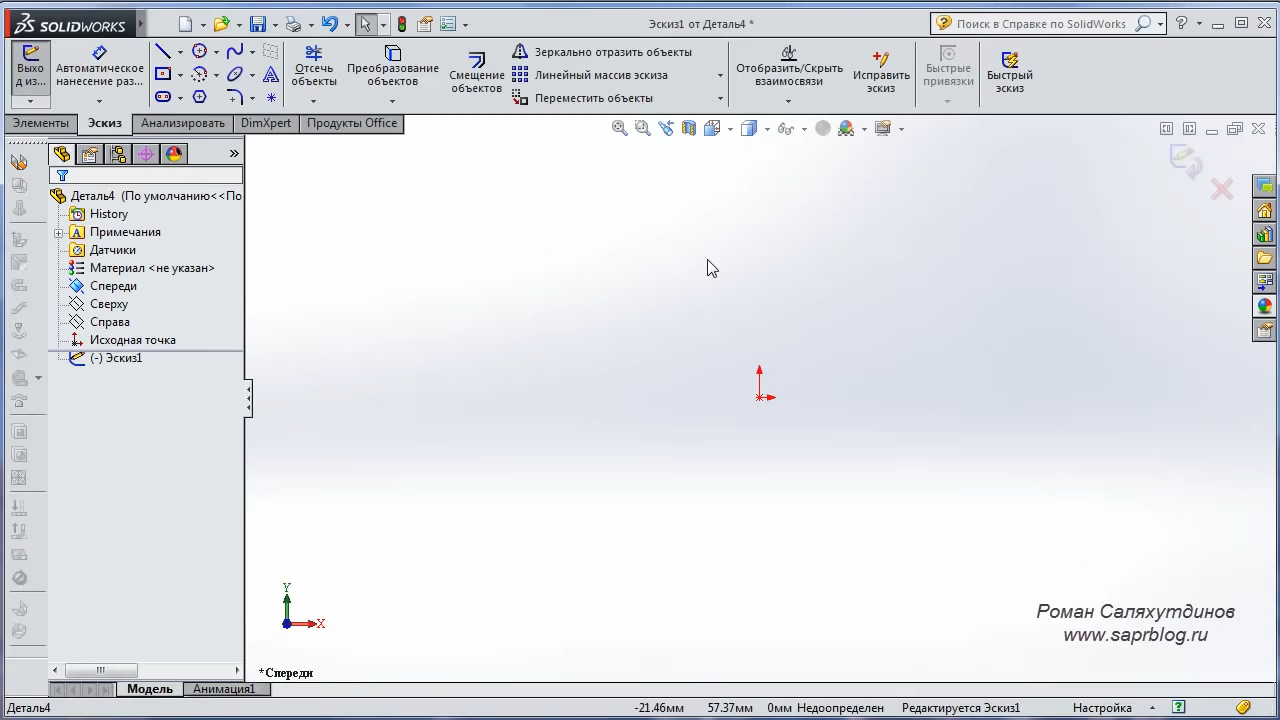 SOLIDWORKS
Эскиз1 от Деталь4 *
Поиск в Справке по SolidWorks
Выхо
д из...
Автоматическое
нанесение раз...
Отсечь
объекты
Преобразование
объектов
Смещение
объектов
Зеркально отразить объекты
Линейный массив эскиза
Переместить объекты
Отобразить/Скрыть
взаимосвязи
Исправить
эскиз
Быстрые
привязки
Быстрый
эскиз
Элементы
Эскиз
Анализировать
DimXpert
Продукты Office
Деталь4 (По умолчанию<<По
History
Примечания
Датчики
Материал <не указан>
Спереди
Сверху
Справа
Исходная точка
(-) Эскиз1
Y
X
*Спереди
Роман Саляхутдинов
www.saprblog.ru
Модель
Анимация1
Деталь4
-21.46мм
57.37мм
0мм
Недоопределен
Редактируется Эскиз1
Настройка